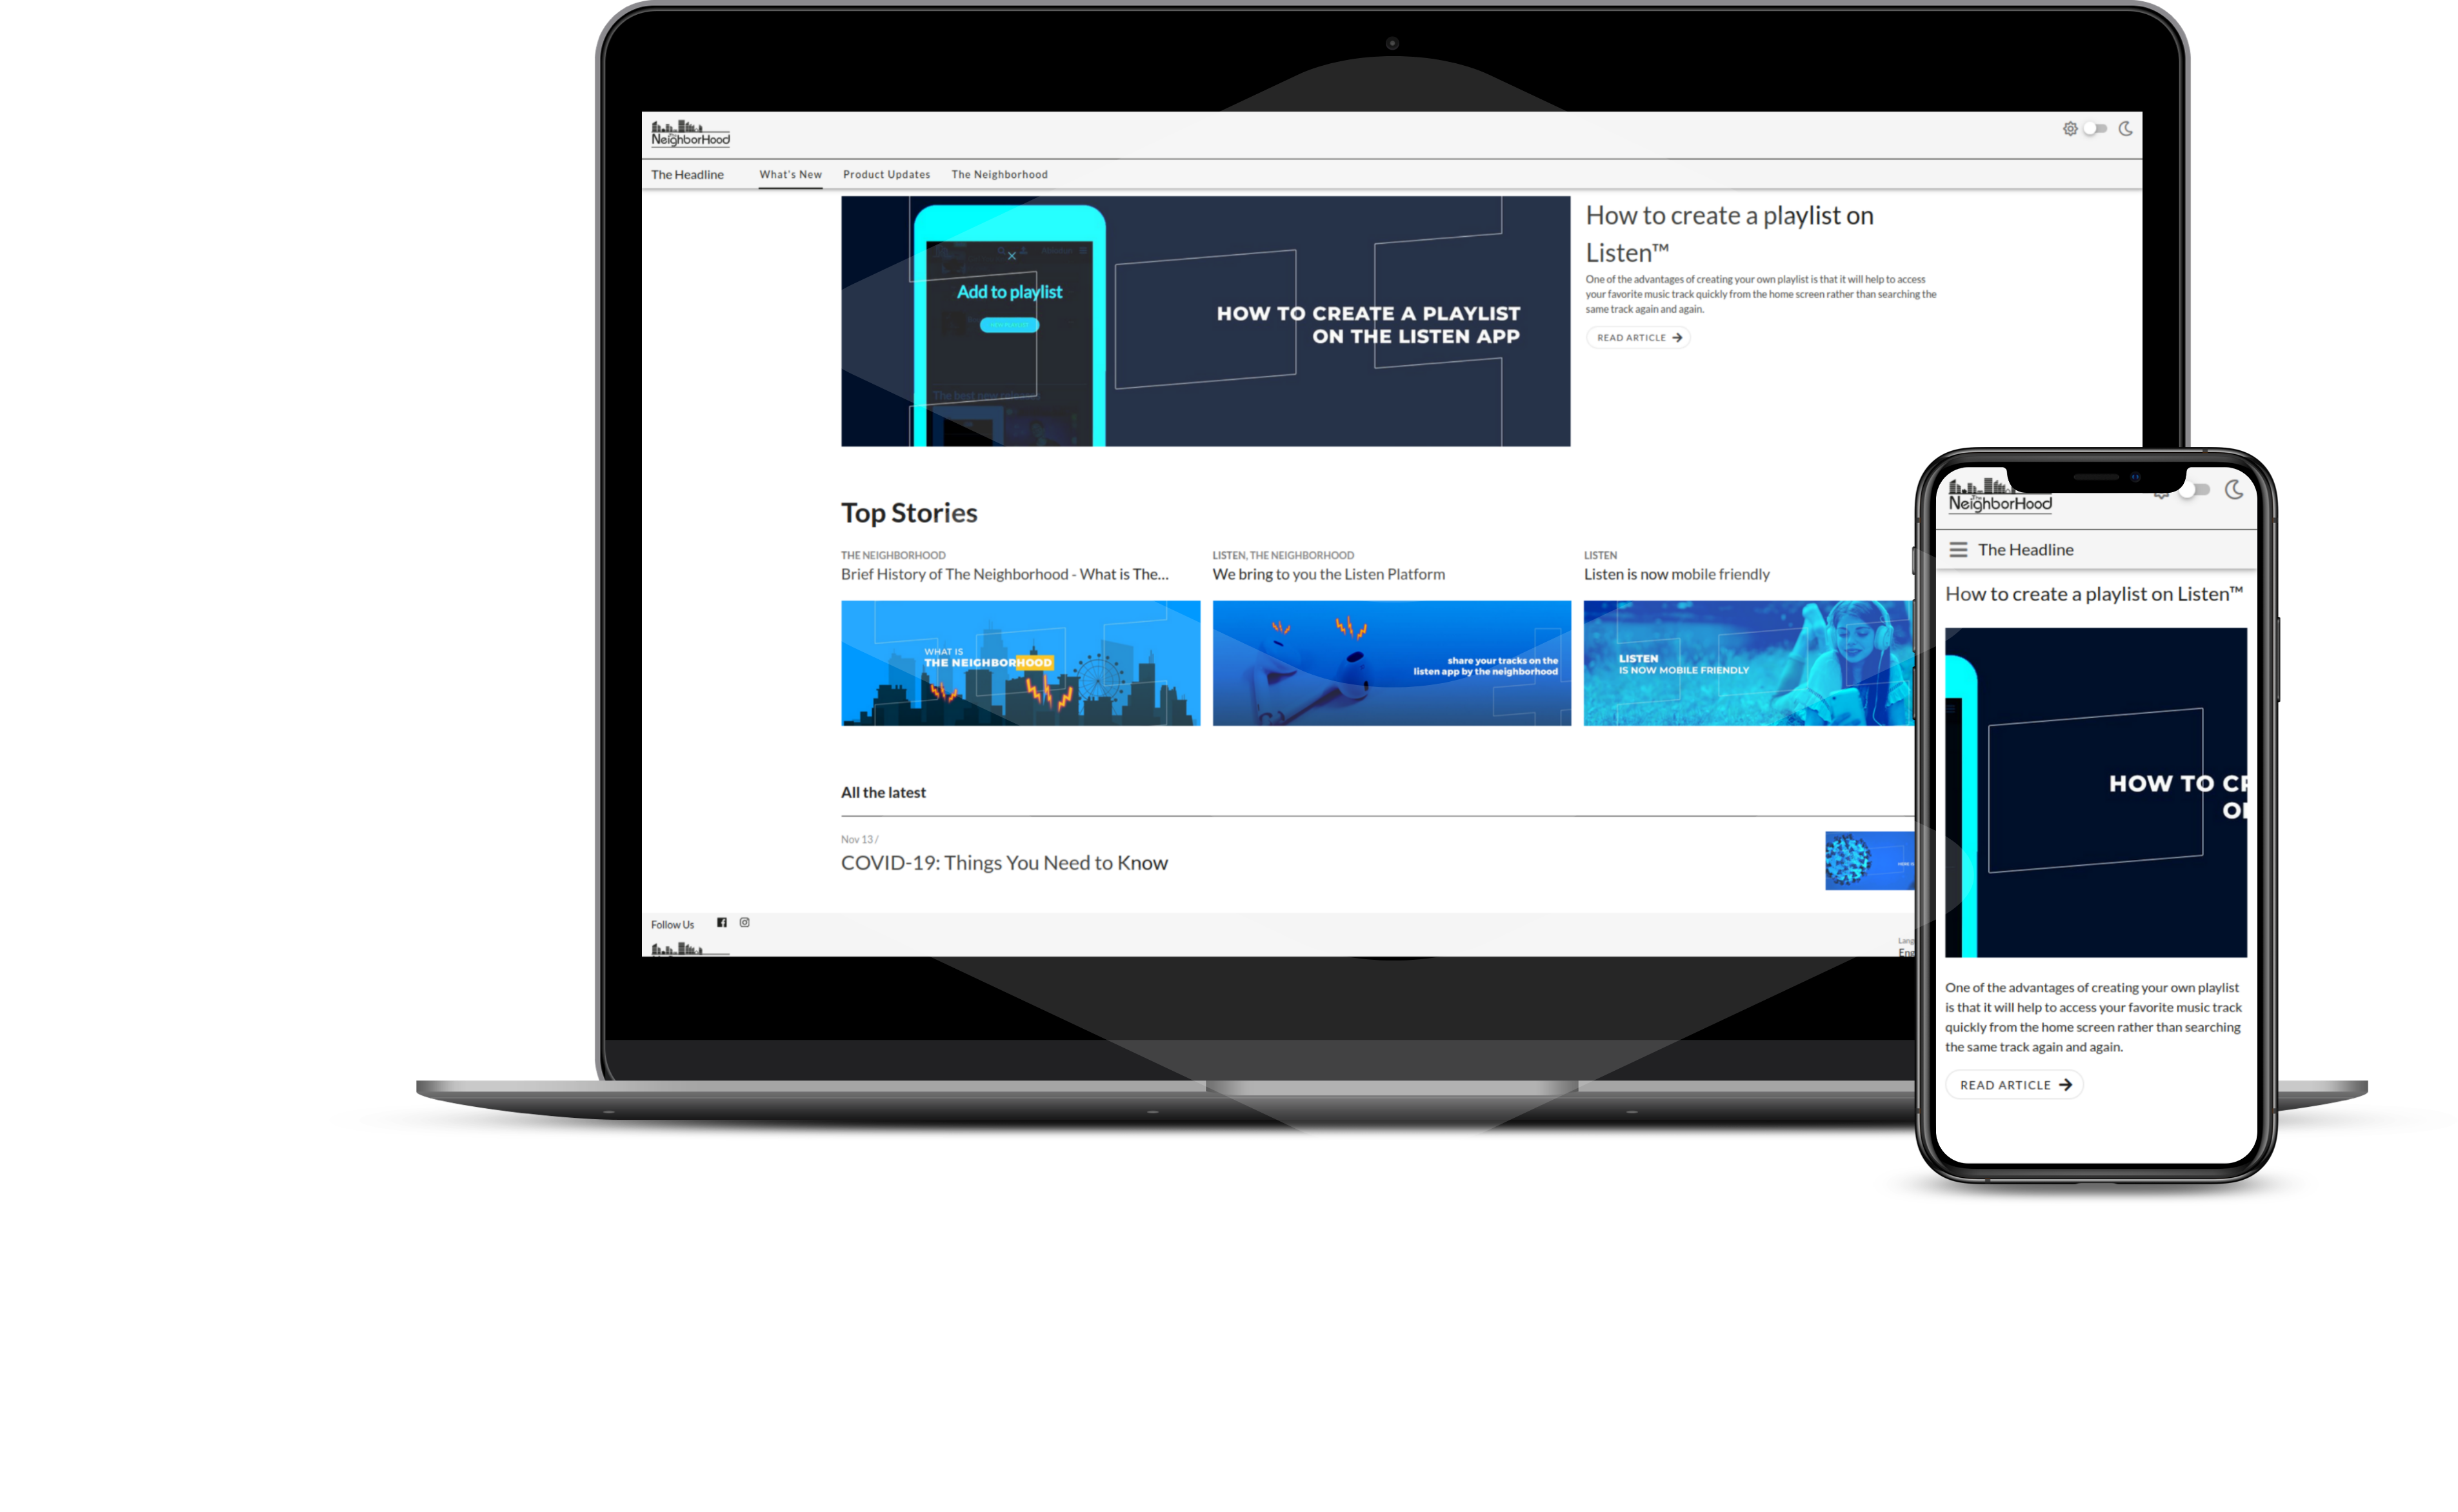 The
NeighborHood
The Headline What's New Product Updates The Neighborhood
Add to playlist
The best new releases
HOW TO CREATE A PLAYLIST
ON THE LISTEN APP
How to create a playlist on
Listen™
One of the advantages of creating your own playlist is that it will help to access
your favorite music track quickly from the home screen rather than searching the
same track again and again.
READ ARTICLE
Top Stories
THE NEIGHBORHOOD
Brief History of The Neighborhood - What is The...
WHAT IS
THE NEIGHBORHOOD
LISTEN, THE NEIGHBORHOOD
We bring to you the Listen Platform
share your tracks on the
listen app by the neighborhood
LISTEN
Listen is now mobile friendly
LISTEN
IS NOW MOBILE FRIENDLY
All the latest
Nov 13 /
COVID-19: Things You Need to Know
Follow Us
Lang
Eng
NeighborHood
The Headline
How to create a playlist on Listen™
HOW TO CR
ON
One of the advantages of creating your own playlist
is that it will help to access your favorite music track
quickly from the home screen rather than searching
the same track again and again.
READ ARTICLE